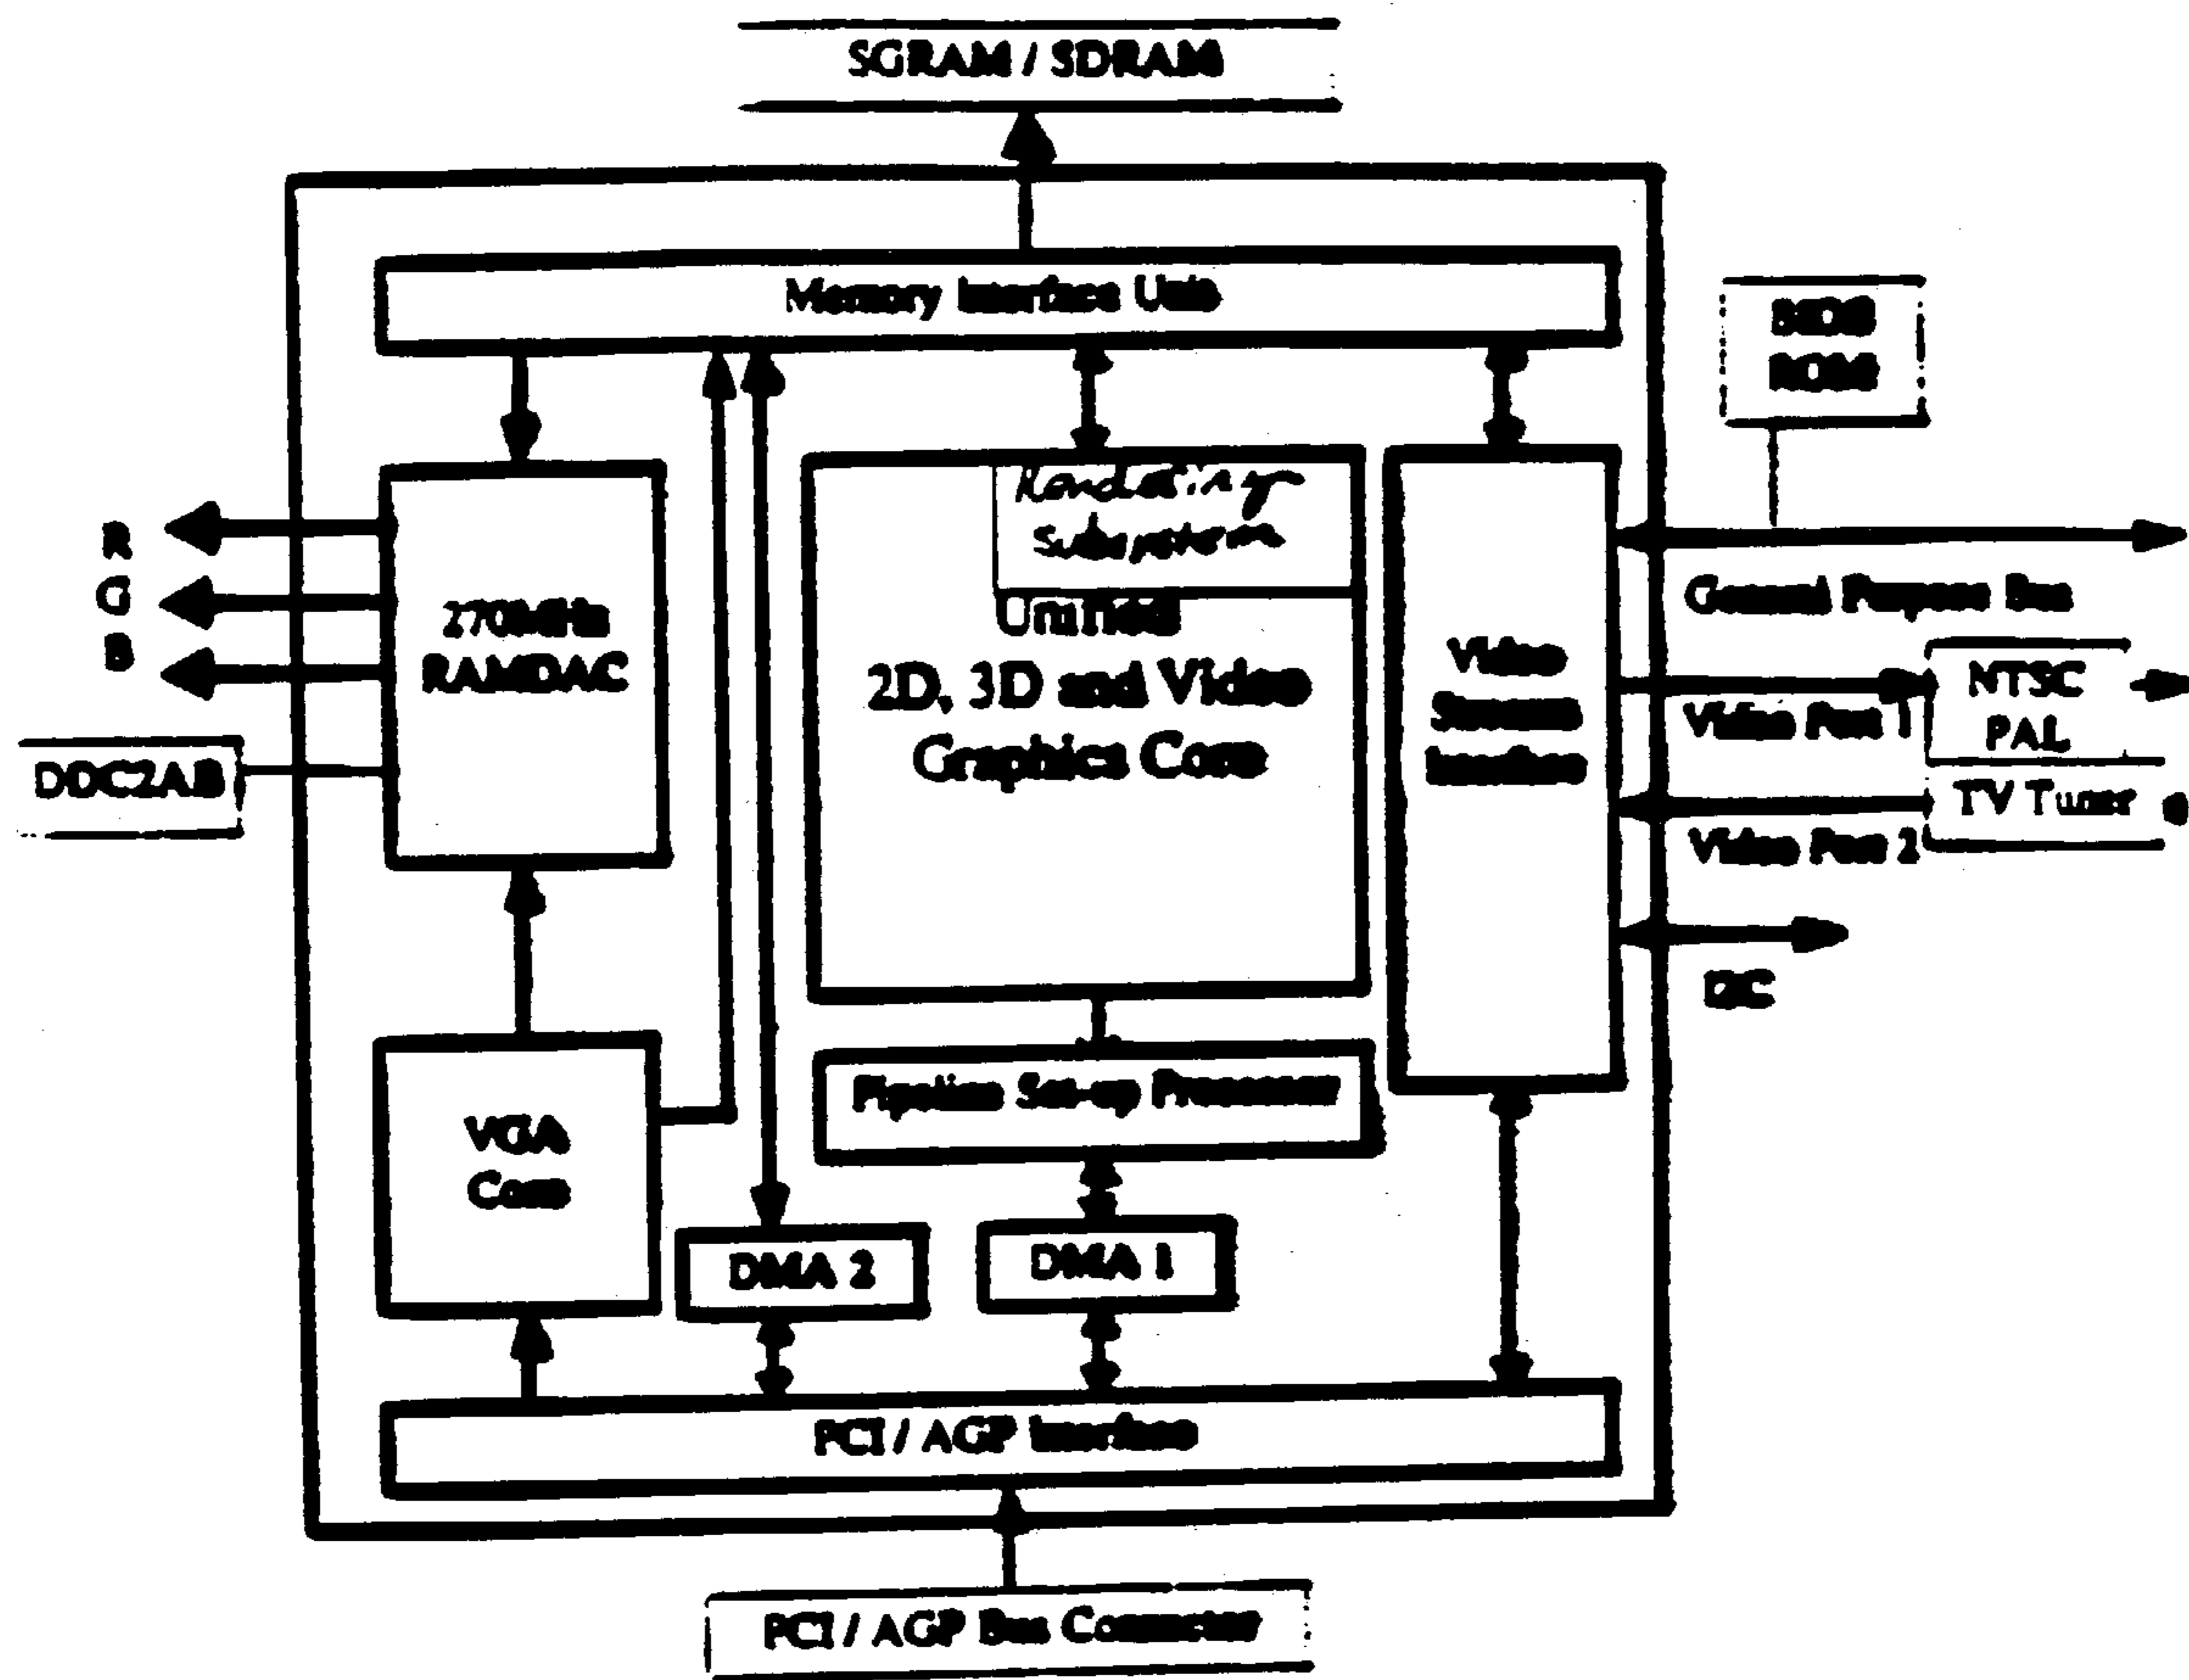 SGRAM / SDRAM
Memory Interface Unit
BIOS
ROM
Rendering
subsystem
R
G
B
270MHz
RAMDAC
Unified
2D, 3D and Video
Graphics Core
Video
Streams
Interface
General Purpose Bus
NTSC
PAL
Video Port 1
DDC2AB
TV Tuner
Video Port 2
I2C
Pipeline Set-up Processor
VGA
Core
DMA 2
DMA 1
PCI / AGP Interface
PCI / AGP Bus Connector